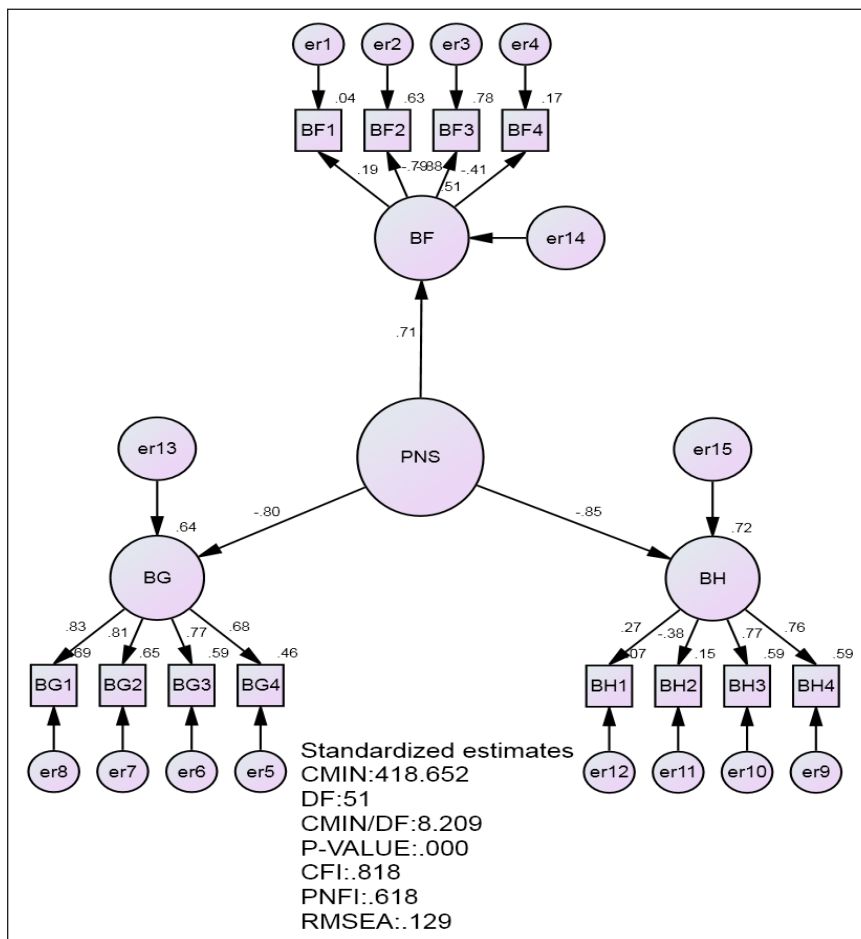 er1 er2 er3 er4
.04 .63 .78 .17
BF1 BF2 BF3 BF4
.19 -.79 -.88 -.41
.51
BF er14
.71
er13 PNS er15
-.80 -.85
.64 .72
BG BH
.83 .81 .77 .68 .27 -.38 .77 .76
.69 .65 .59 .46 .07 .15 .59 .59
BG1 BG2 BG3 BG4 BH1 BH2 BH3 BH4
er8 er7 er6 er5 er12 er11 er10 er9
Standardized estimates
CMIN:418.652
DF:51
CMIN/DF:8.209
P-VALUE:.000
CFI:.818
PNFI:.618
RMSEA:.129